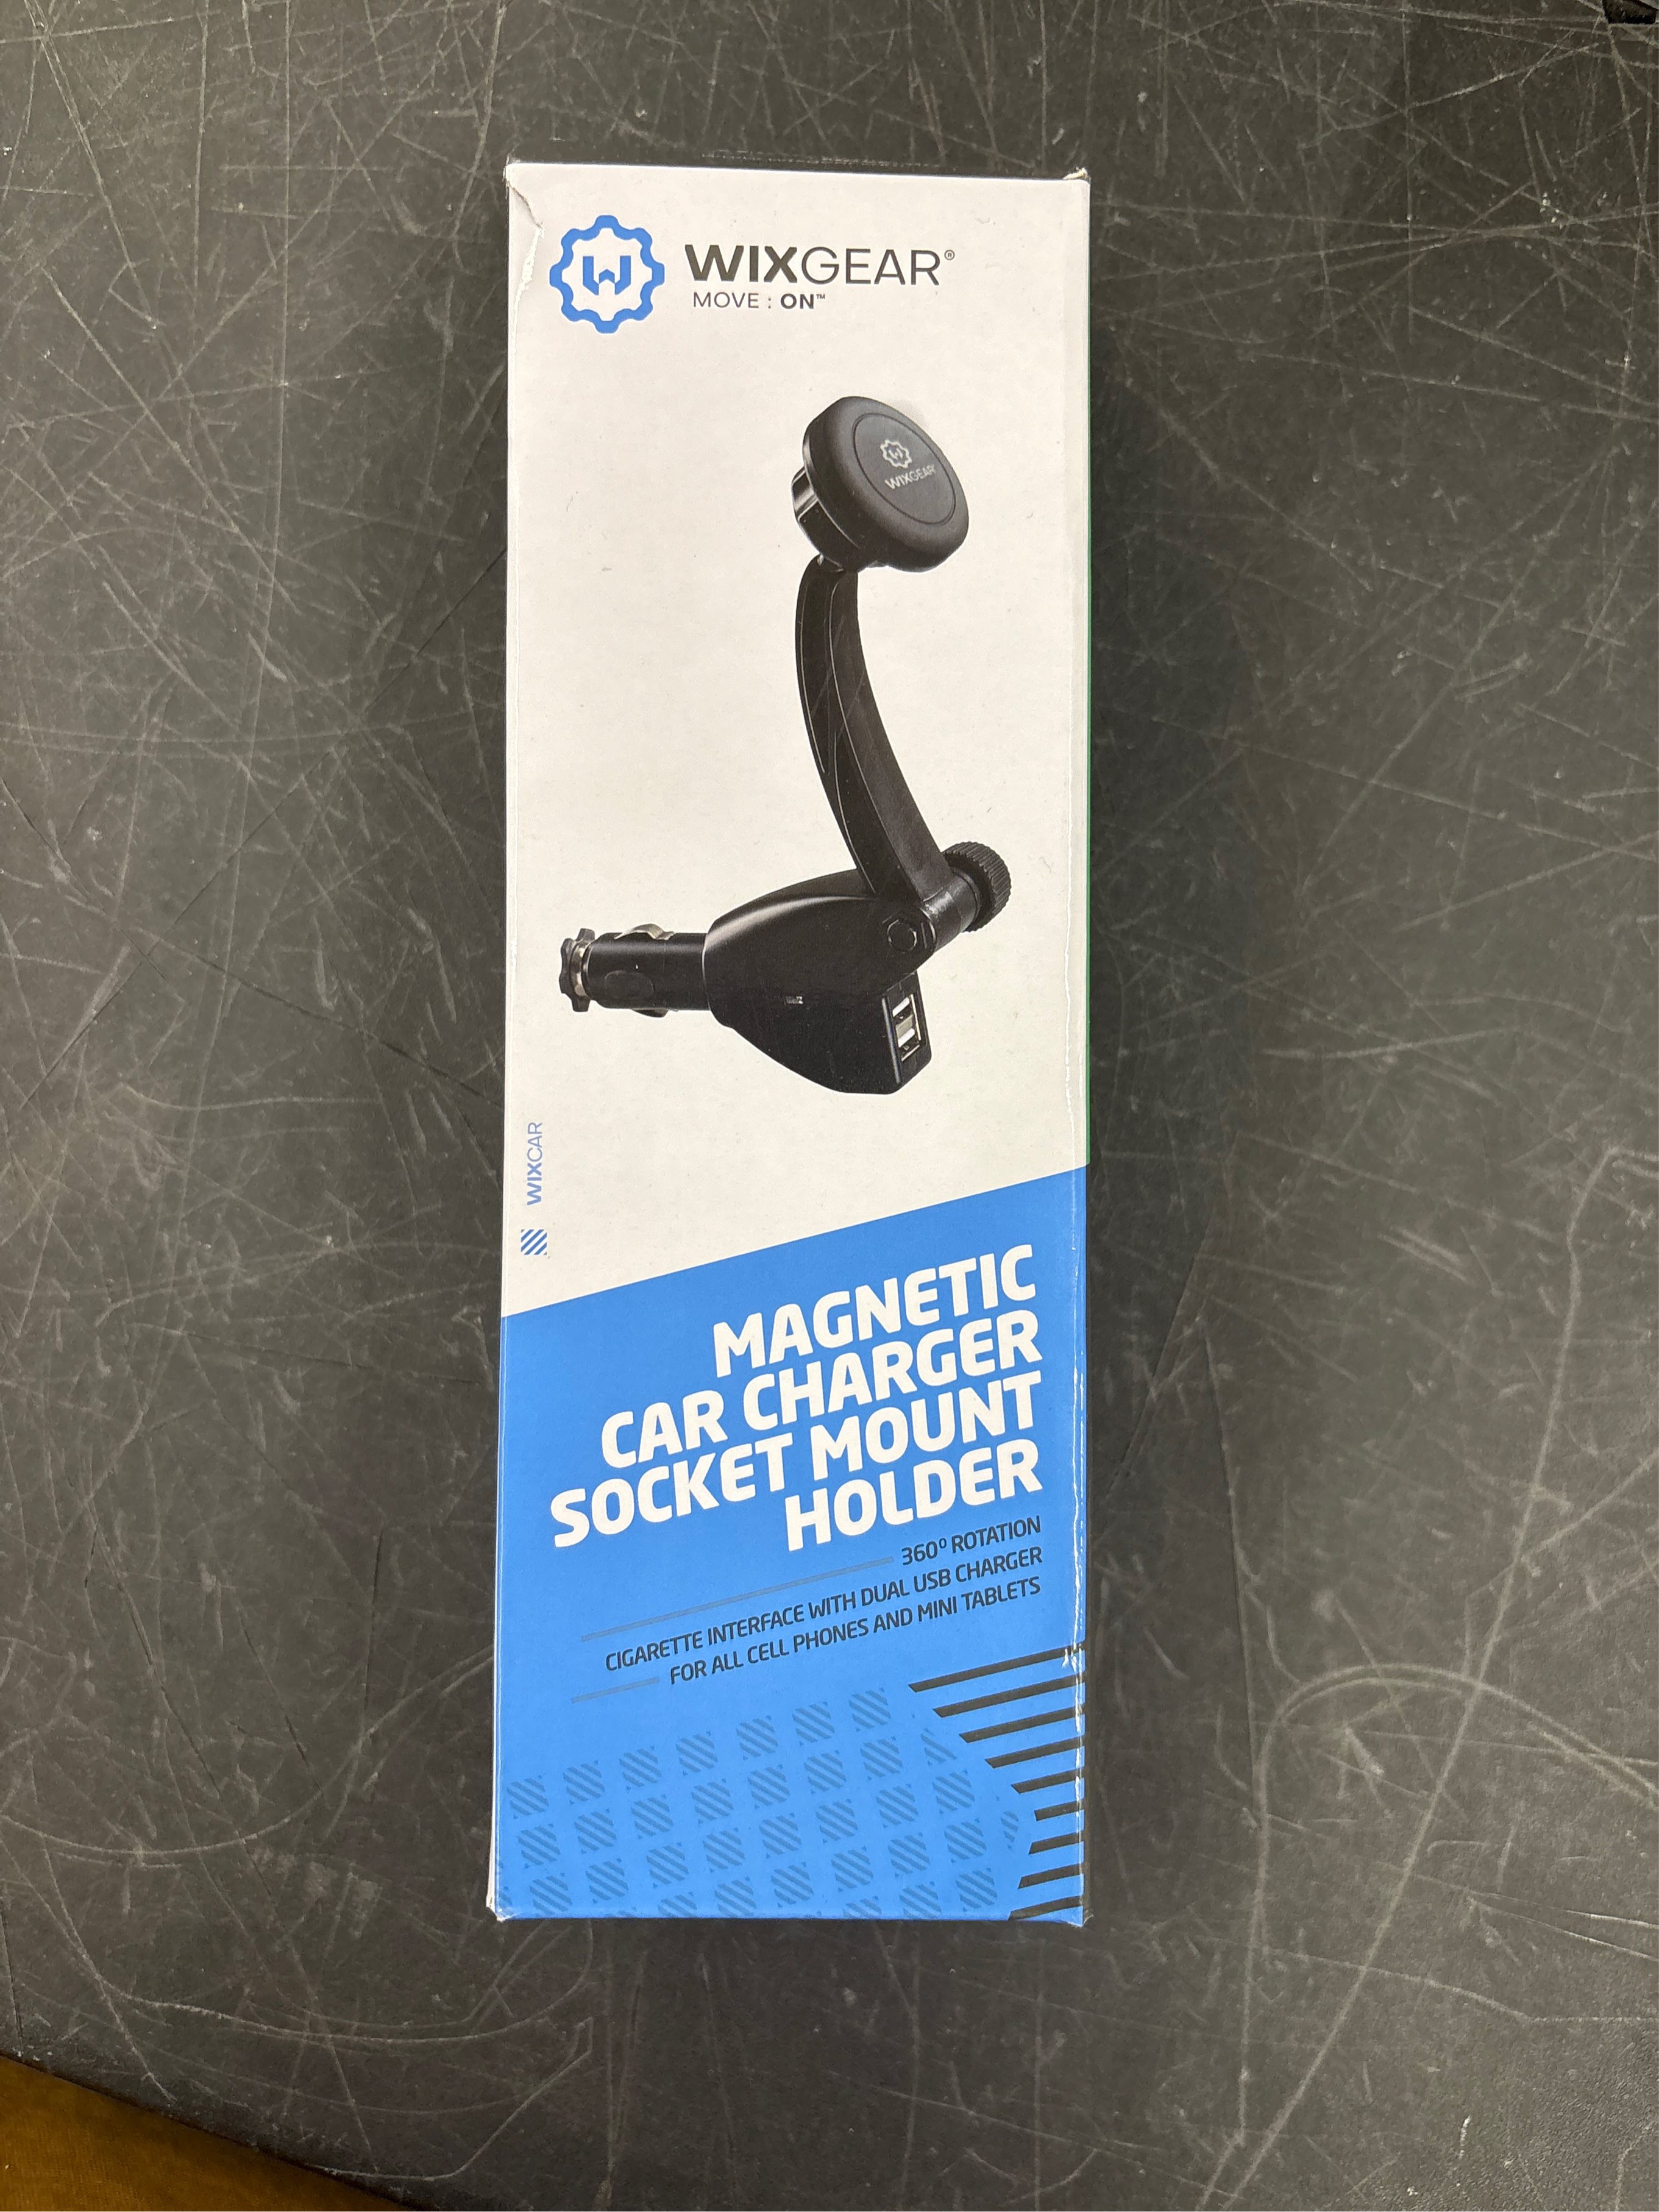 WIXGEAR®
MOVE : ON™
W
WIXGEAR
WIXCAR
MAGNETIC
CAR CHARGER
SOCKET MOUNT
HOLDER
360° ROTATION
CIGARETTE INTERFACE WITH DUAL USB CHARGER
FOR ALL CELL PHONES AND MINI TABLETS